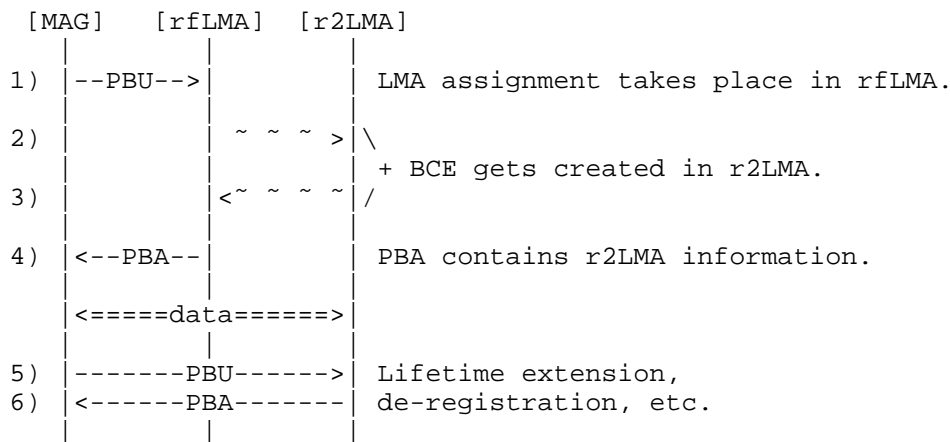 [MAG]    [rfLMA]  [r2LMA]
1) |--PBU-->|        | LMA assignment takes place in rfLMA.
2) |        | ~ ~ ~ >|\
+ BCE gets created in r2LMA.
3) |        |<~ ~ ~ ~|/
4) |<--PBA--|        | PBA contains r2LMA information.
|<=====data======>|
5) |-------PBU------>| Lifetime extension,
6) |<------PBA-------| de-registration, etc.